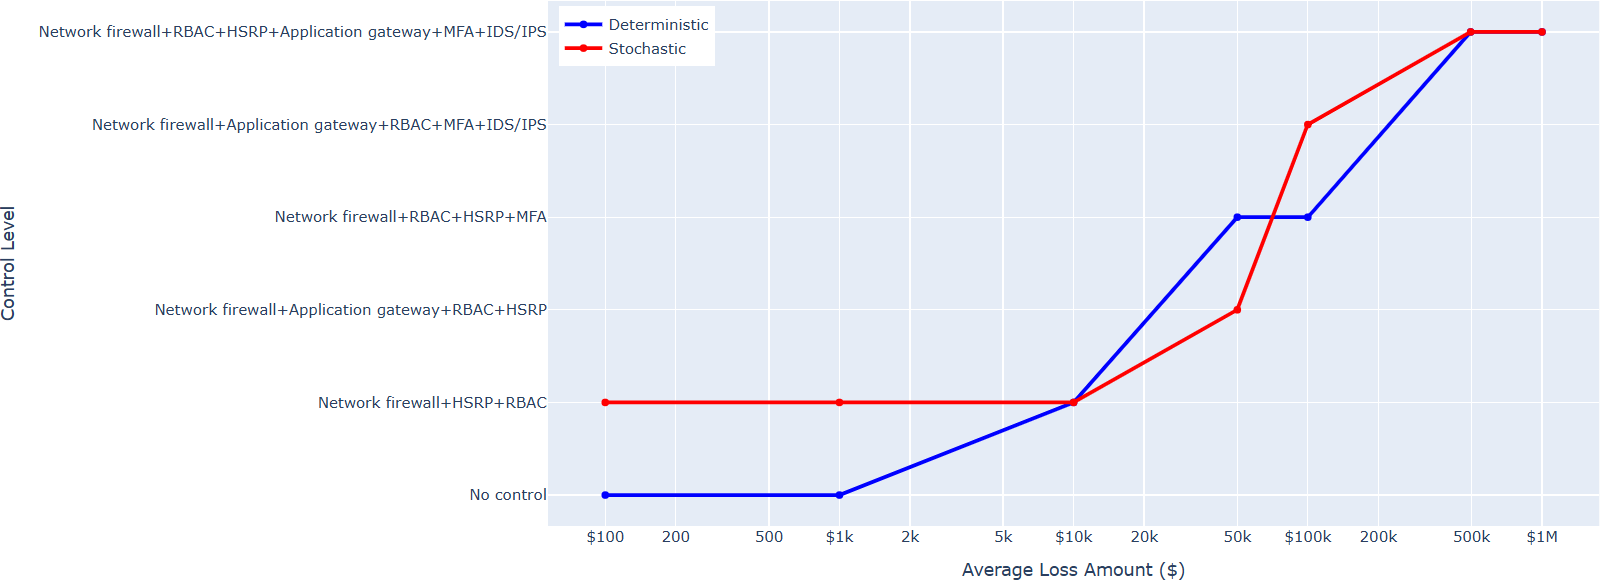 Network firewall+RBAC+HSRP+Application gateway+MFA+IDS/IPS
Network firewall+Application gateway+RBAC+MFA+IDS/IPS
Network firewall+RBAC+HSRP+MFA
Network firewall+Application gateway+RBAC+HSRP
Network firewall+HSRP+RBAC
No control
Control Level
Deterministic
Stochastic
$100 200 500 $1k 2k 5k $10k 20k 50k $100k 200k 500k $1M
Average Loss Amount ($)